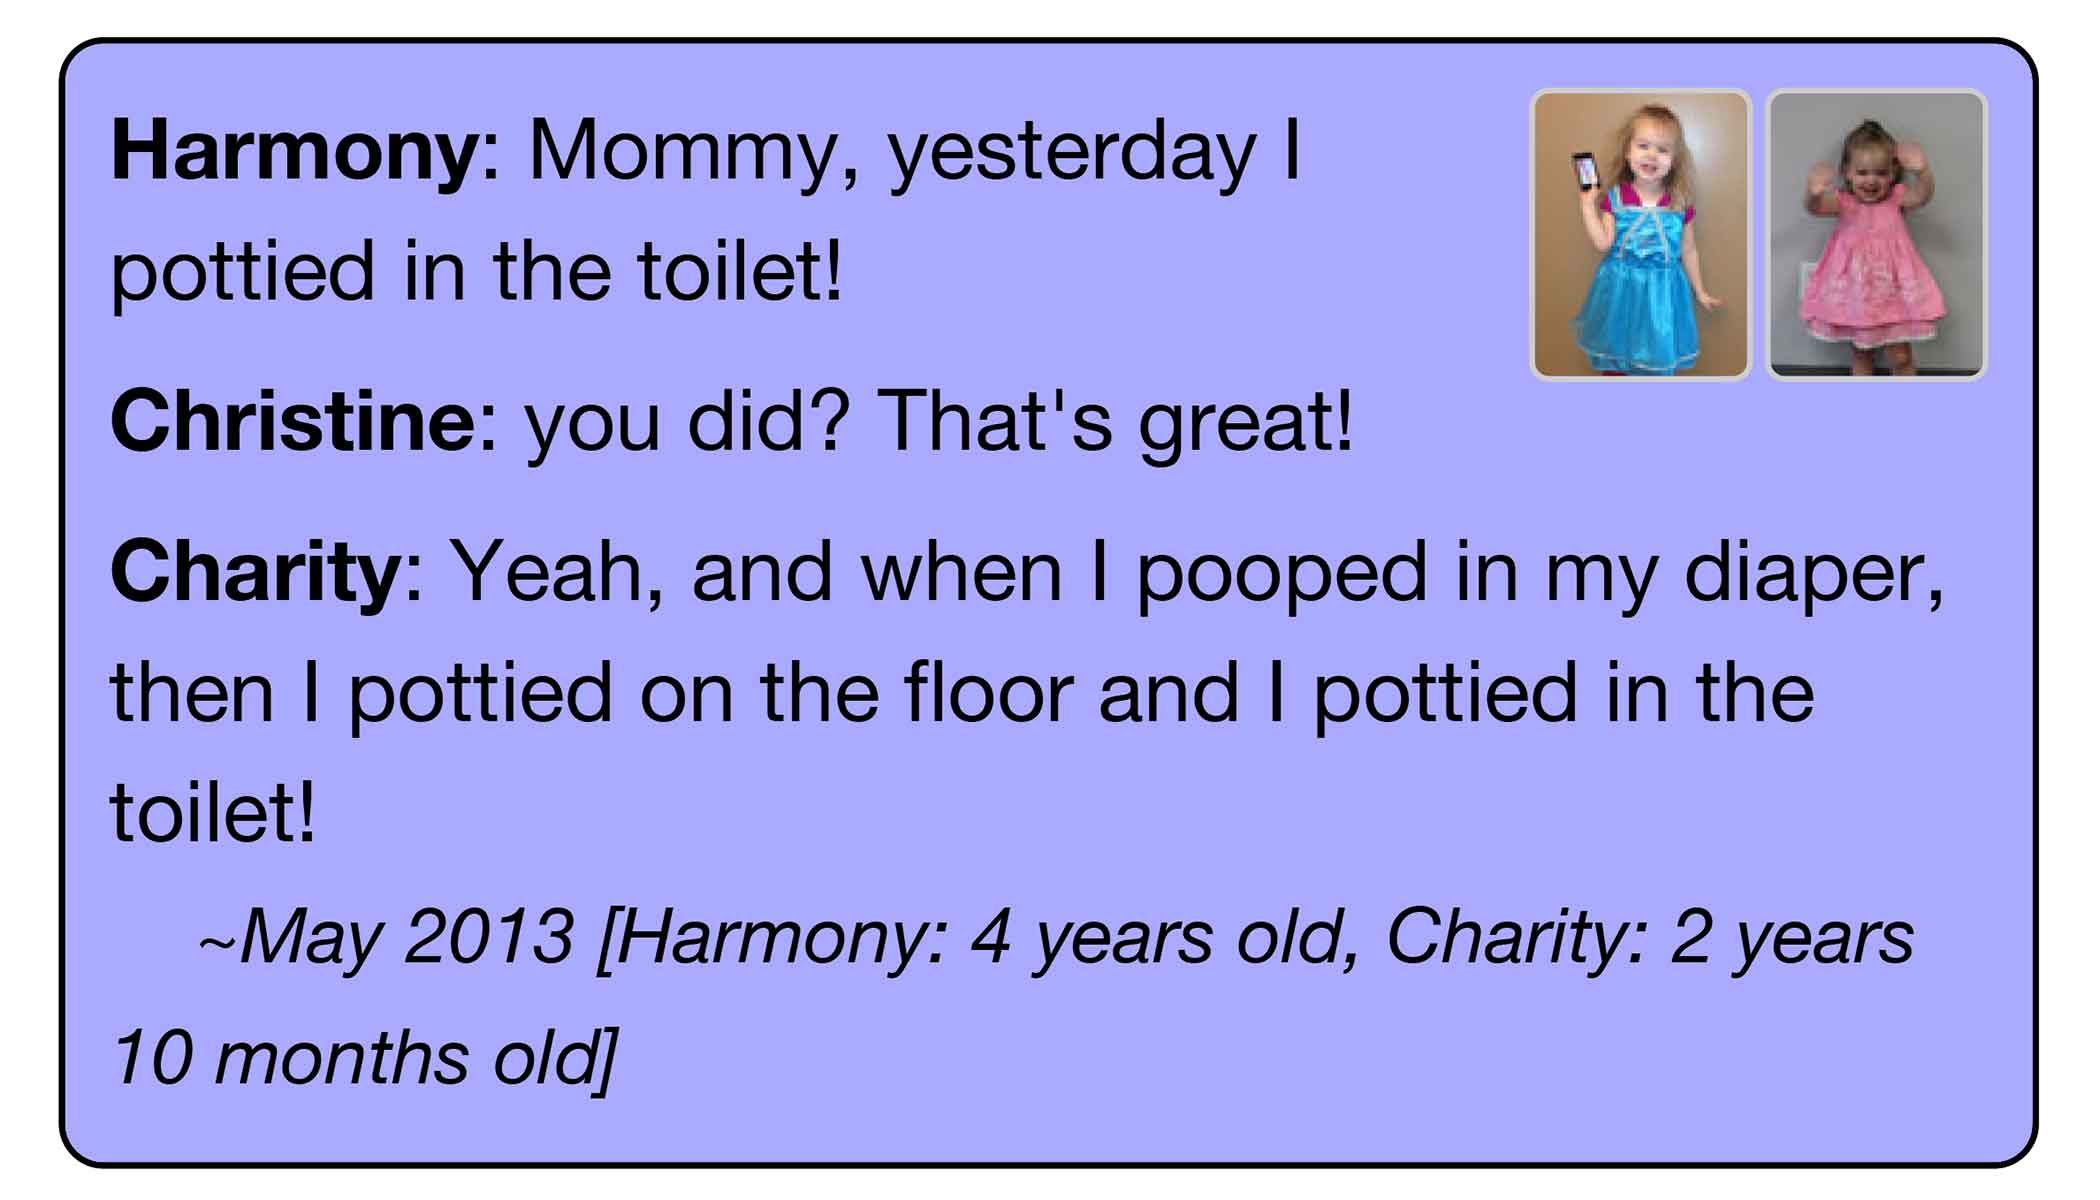 Harmony: Mommy, yesterday I
pottied in the toilet!
Christine: you did? That's great!
Charity: Yeah, and when I pooped in my diaper,
then I pottied on the floor and I pottied in the
toilet!
~May 2013 [Harmony: 4 years old, Charity: 2 years
10 months old]